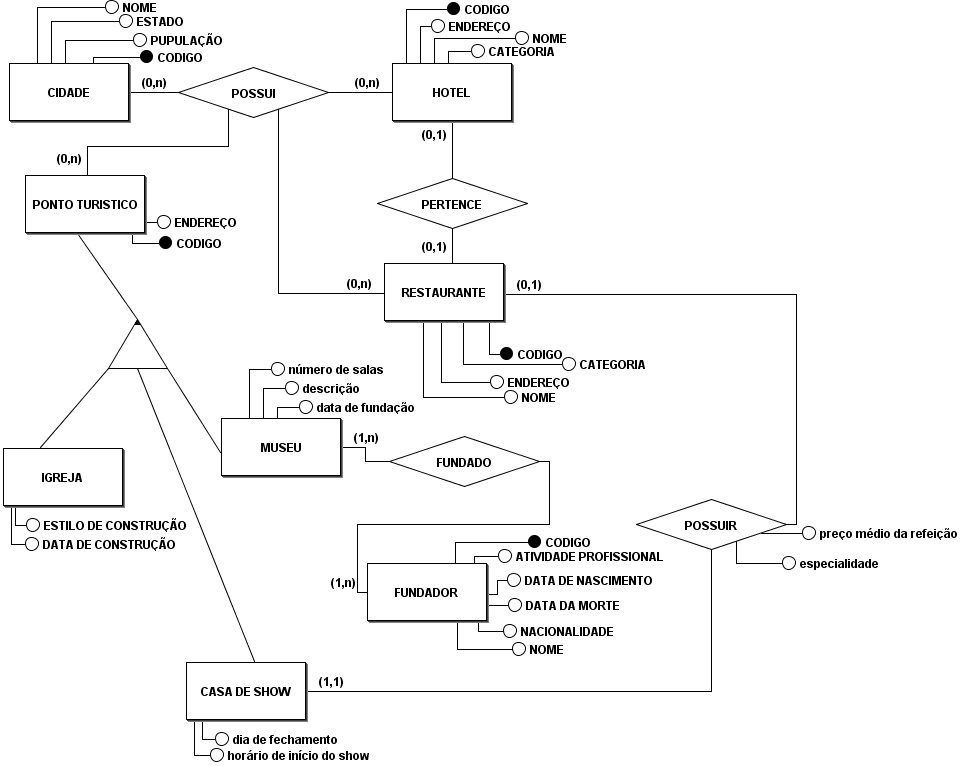 NOME
ESTADO
PUPULAÇÃO
CODIGO
CIDADE
(0,n)
POSSUI
(0,n)
CODIGO
ENDEREÇO
NOME
CATEGORIA
HOTEL
(0,1)
(0,n)
PONTO TURISTICO
ENDEREÇO
CODIGO
PERTENCE
(0,1)
(0,n)
RESTAURANTE
(0,1)
CODIGO
CATEGORIA
ENDEREÇO
NOME
número de salas
descrição
data de fundação
MUSEU
(1,n)
FUNDADO
IGREJA
ESTILO DE CONSTRUÇÃO
DATA DE CONSTRUÇÃO
POSSUIR
preço médio da refeição
especialidade
CODIGO
ATIVIDADE PROFISSIONAL
(1,n)
FUNDADOR
DATA DE NASCIMENTO
DATA DA MORTE
NACIONALIDADE
NOME
CASA DE SHOW
(1,1)
dia de fechamento
horário de início do show